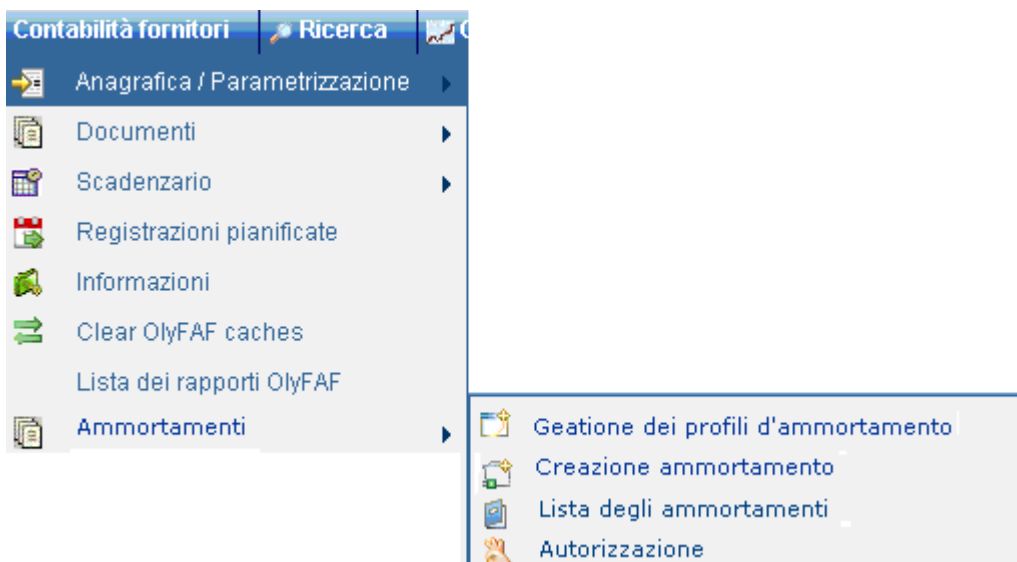 Contabilità fornitori Ricerca
Anagrafica / Parametrizzazione
Documenti
Scadenzario
Registrazioni pianificate
Informazioni
Clear OlyFAF caches
Lista dei rapporti OlyFAF
Ammortamenti
Geatione dei profili d'ammortamento
Creazione ammortamento
Lista degli ammortamenti
Autorizzazione